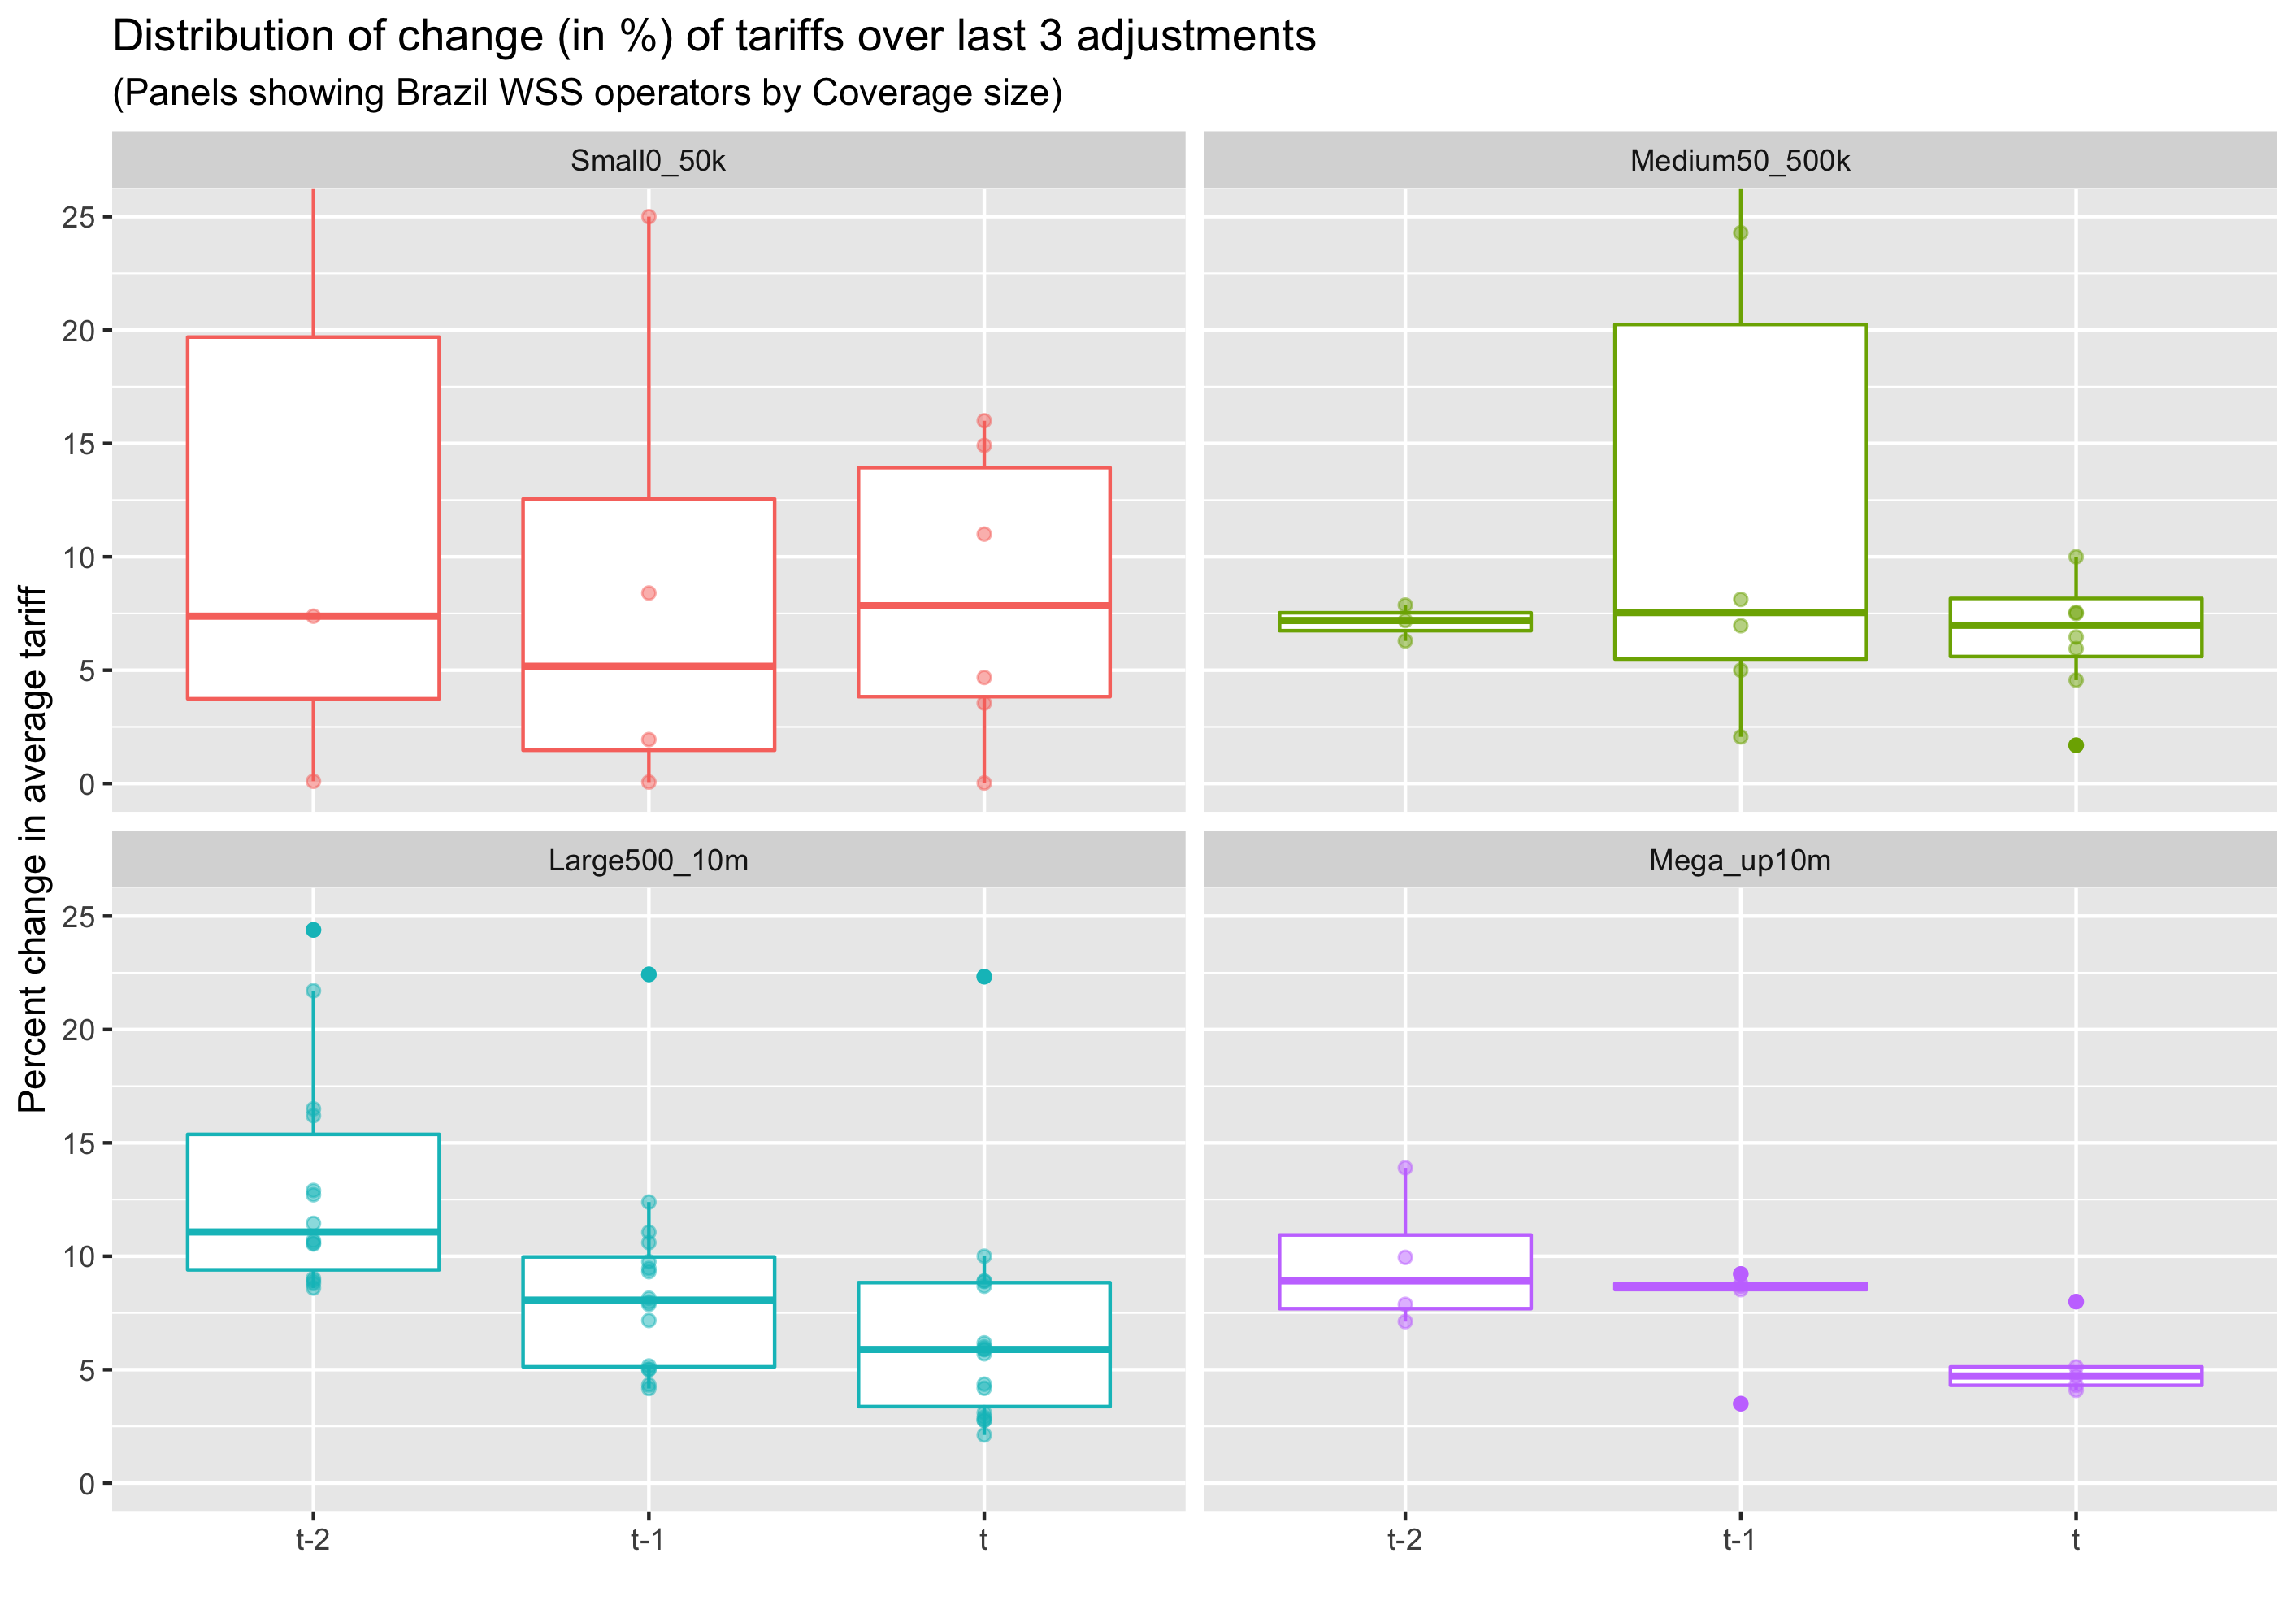 Distribution of change (in %) of tariffs over last 3 adjustments
(Panels showing Brazil WSS operators by Coverage size)
Small0_50k
Medium50_500k
25
20
15
10
5
0
Large500_10m
Mega_up10m
25
20
15
10
5
0
t-2
t-1
t
t-2
t-1
t
Percent change in average tariff